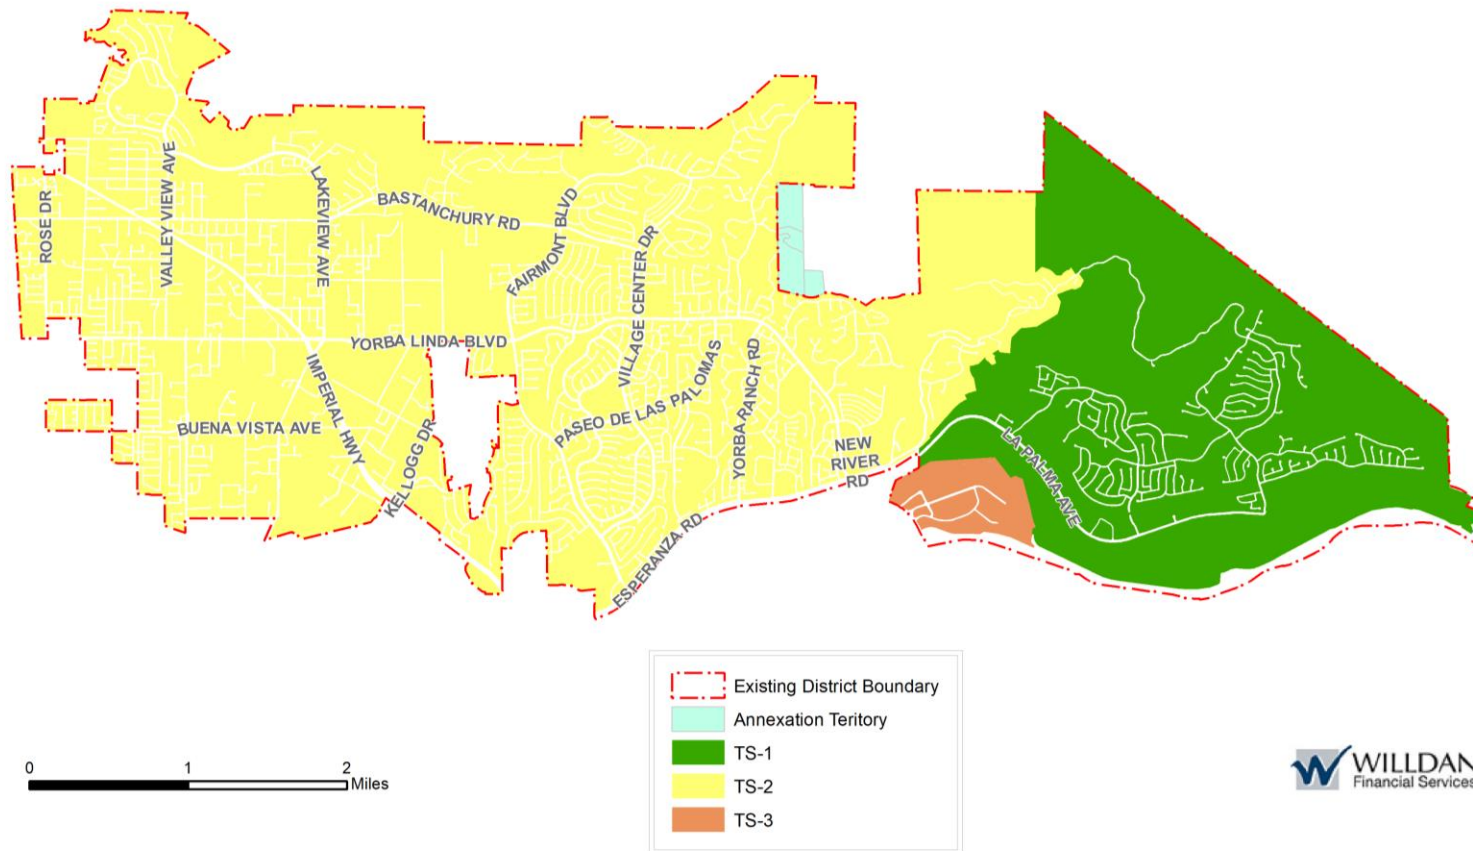 ROSE DR
VALLEY VIEW AVE
LAKEVIEW AVE
BASTANCHURY RD
FAIRMONT BLVD
VILLAGE CENTER DR
YORBA LINDA BLVD
IMPERIAL HWY
BUENA VISTA AVE
KELLOGG DR
PASEO DE LAS PALOMAS
YORBA RANCH RD
NEW
RIVER
RD
LA PALMA AVE
ESPERANZA RD
Existing District Boundary
Annexation Teritory
TS-1
TS-2
TS-3
0 1 2
Miles
WILLDAN
Financial Services